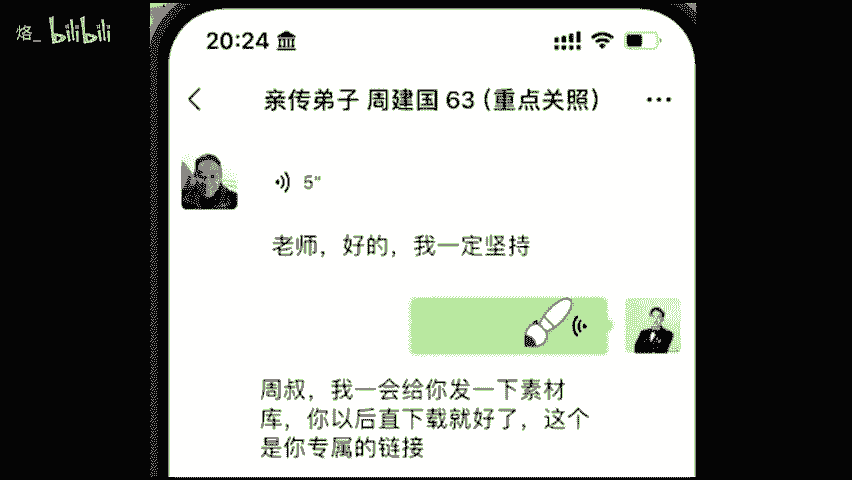 烙_ bilibili
20:24
亲传弟子 周建国 63（重点关照）
5"
老师，好的，我一定坚持
周叔，我一会给你发一下素材
库，你以后直下载就好了，这个
是你专属的链接